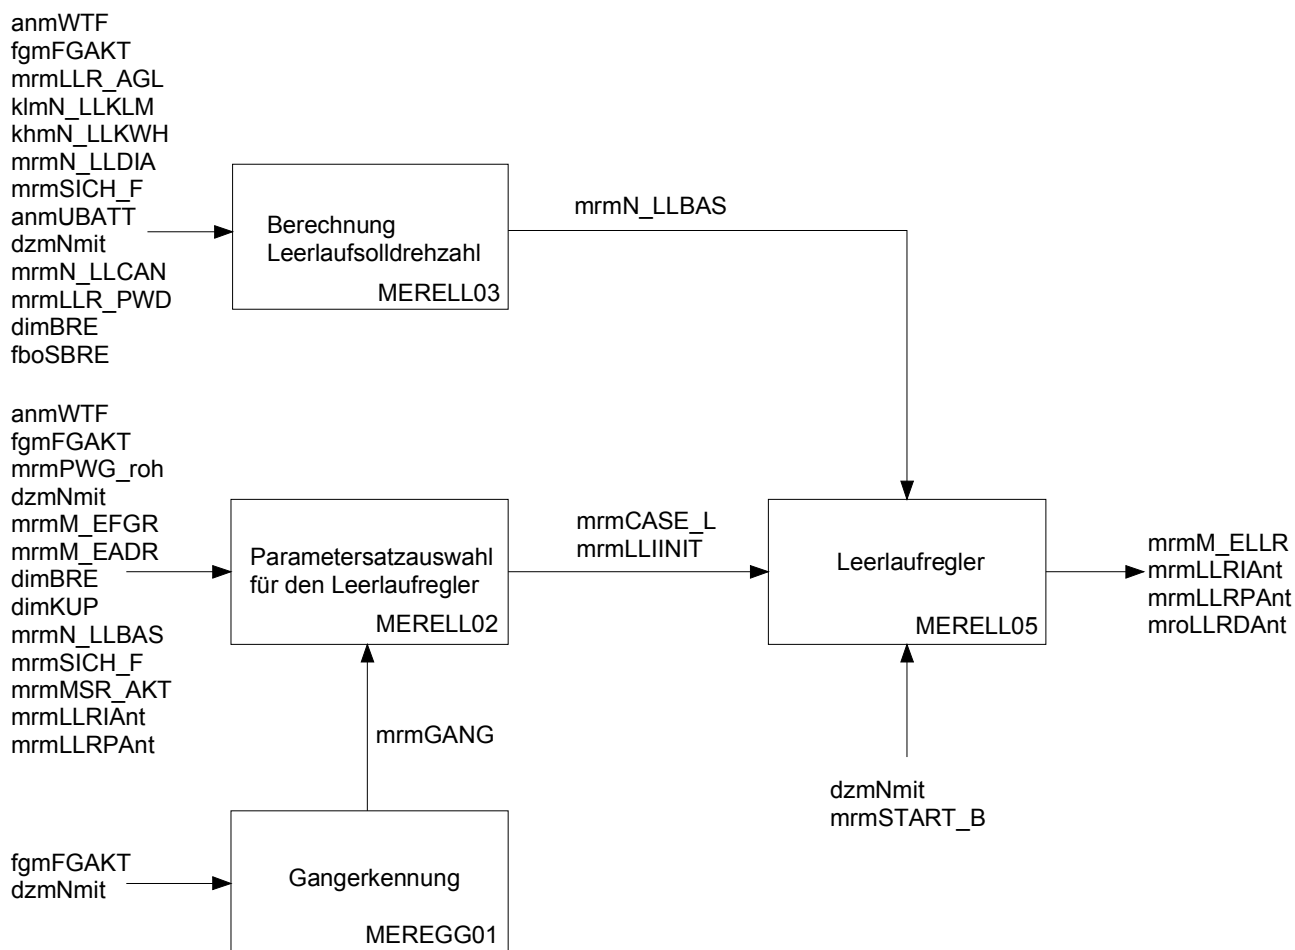 anmWTF
fgmFGAKT
mrmLLR_AGL
klmN_LLKLM
khmN_LLKWH
mrmN_LLDIA
mrmSICH_F
anmUBATT
dzmNmit
mrmN_LLCAN
mrmLLR_PWD
dimBRE
fboSBRE
Berechnung
Leerlaufsolldrehzahl
MERELL03
mrmN_LLBAS
anmWTF
fgmFGAKT
mrmPWG_roh
dzmNmit
mrmM_EFGR
mrmM_EADR
dimBRE
dimKUP
mrmN_LLBAS
mrmSICH_F
mrmMSR_AKT
mrmLLRIAnt
mrmLLRPAnt
Parametersatzauswahl
für den Leerlaufregler
MERELL02
mrmCASE_L
mrmLLIINIT
Leerlaufregler
MERELL05
mrmM_ELLR
mrmLLRIAnt
mrmLLRPAnt
mroLLRDAnt
mrmGANG
dzmNmit
mrmSTART_B
fgmFGAKT
dzmNmit
Gangerkennung
MEREGG01